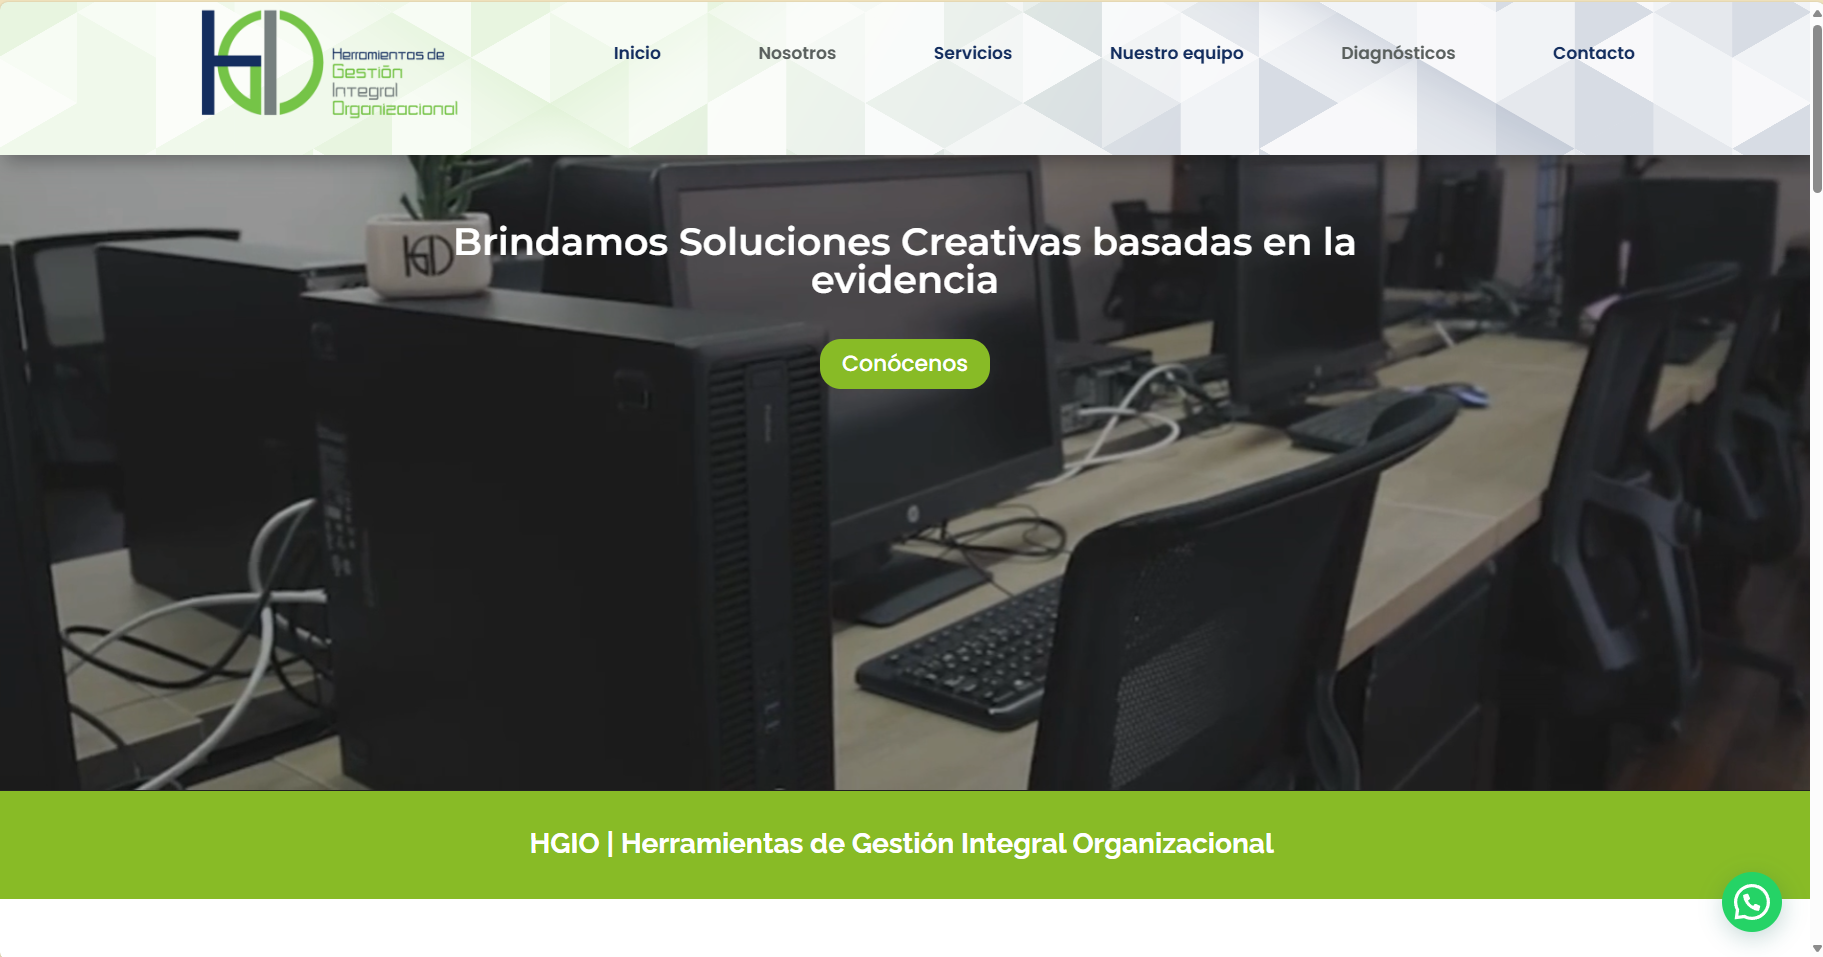 Herramientas de
Gestión
Integral
Organizacional
Inicio
Nosotros
Servicios
Nuestro equipo
Diagnósticos
Contacto
Brindamos Soluciones Creativas basadas en la
evidencia
Conócenos
HGIO | Herramientas de Gestión Integral Organizacional